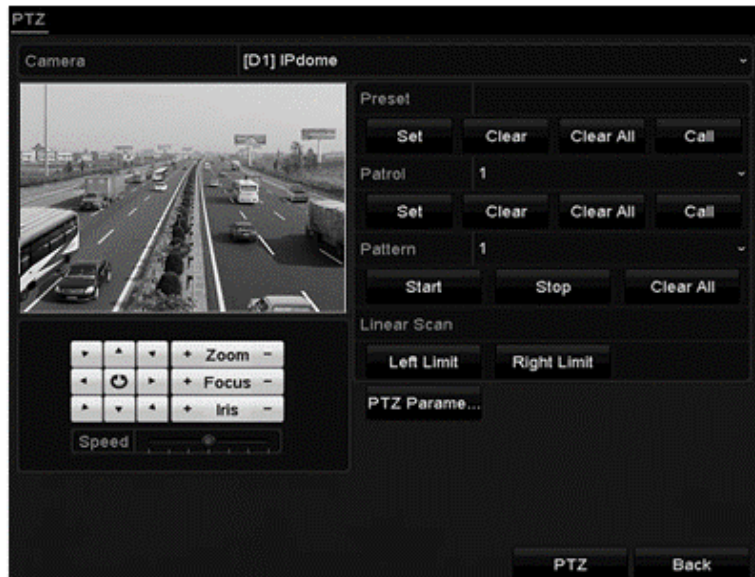 PTZ
Camera [D1] IPdome
Preset
Set Clear Clear All Call
Patrol 1
Set Clear Clear All Call
Pattern 1
Start Stop Clear All
Linear Scan
Left Limit Right Limit
PTZ Parame...
+ Zoom -
+ Focus -
+ Iris -
Speed
PTZ Back